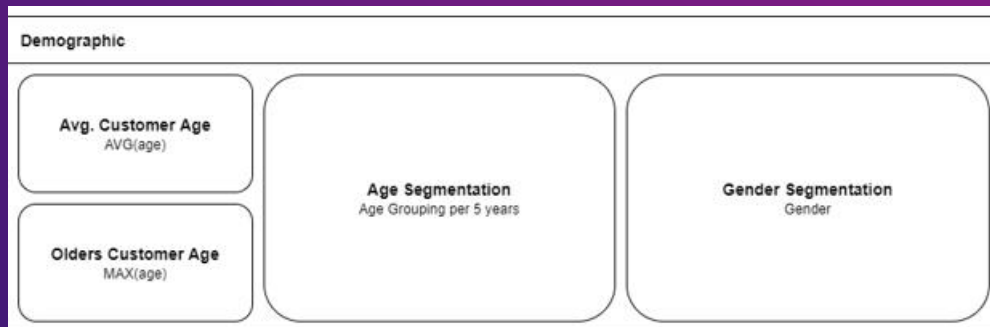 Demographic
Avg. Customer Age
AVG(age)
Olders Customer Age
MAX(age)
Age Segmentation
Age Grouping per 5 years
Gender Segmentation
Gender